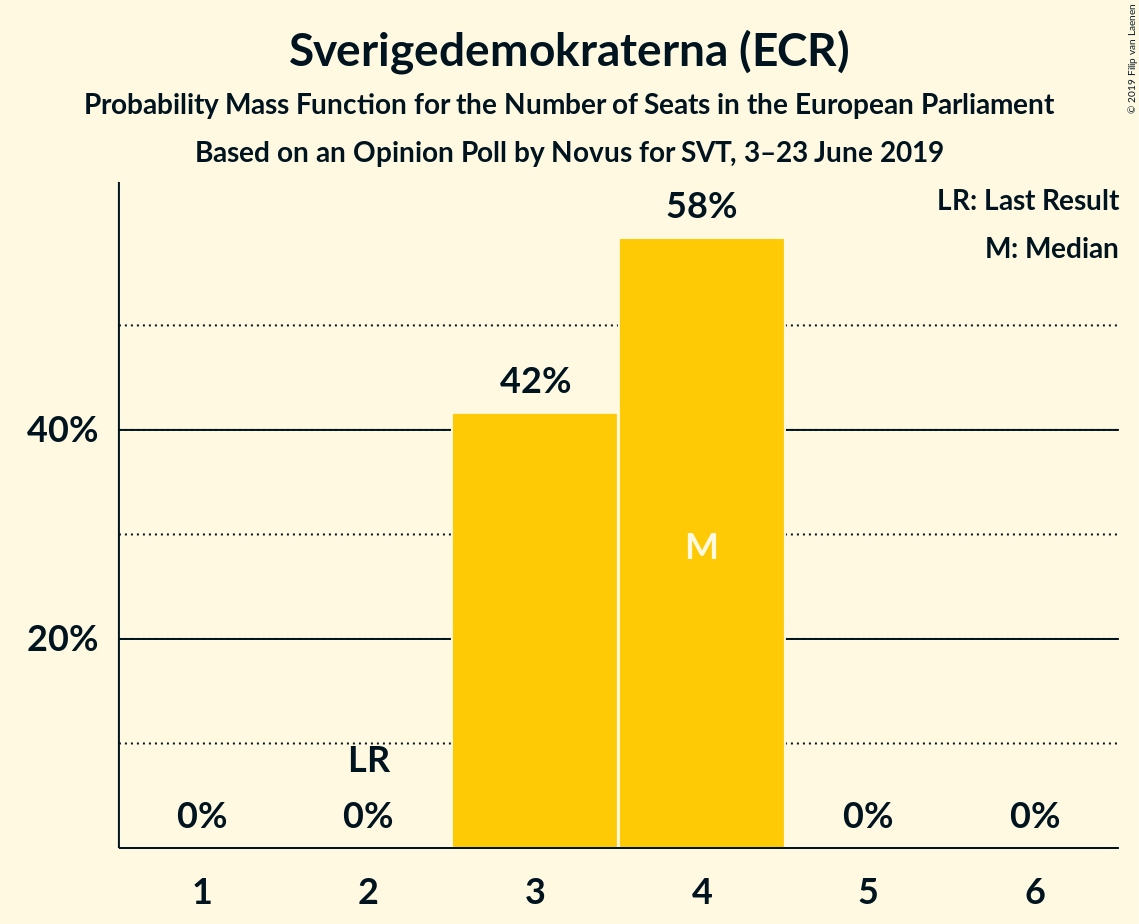 Sverigedemokraterna (ECR)
Probability Mass Function for the Number of Seats in the European Parliament
Based on an Opinion Poll by Novus for SVT, 3–23 June 2019
© 2019 Filip van Laenen
LR: Last Result
M: Median
58%
42%
40%
M
20%
LR
0%
0%
0%
0%
1
2
3
4
5
6